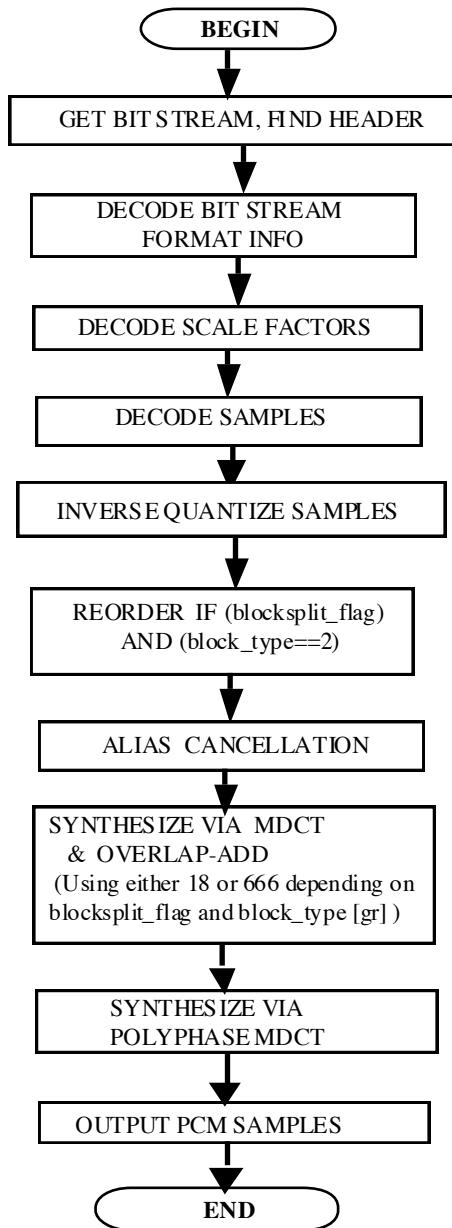 BEGIN
GET BIT STREAM, FIND HEADER
DECODE BIT STREAM
FORMAT INFO
DECODE SCALE FACTORS
DECODE SAMPLES
INVERSE QUANTIZE SAMPLES
REORDER IF (blocksplit_flag)
AND (block_type==2)
ALIAS CANCELLATION
SYNTHESIZE VIA MDCT
& OVERLAP-ADD
(Using either 18 or 666 depending on
blocksplit_flag and block_type [gr] )
SYNTHESIZE VIA
POLYPHASE MDCT
OUTPUT PCM SAMPLES
END